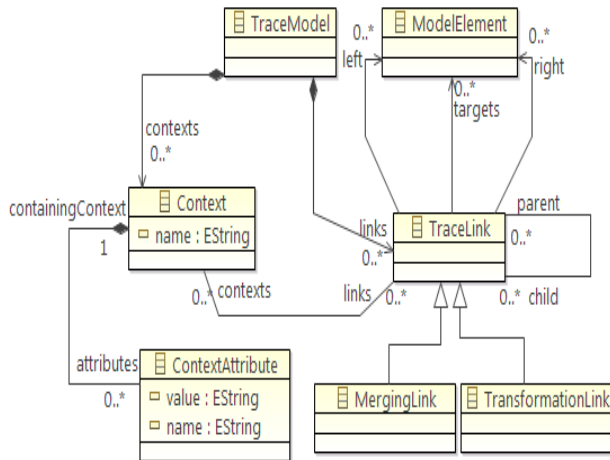 TraceModel
ModelElement
0..*
0..*
left
right
0..*
targets
contexts
0..*
Context
name : EString
containingContext
1
links
0..*
TraceLink
parent
0..*
0..*
contexts
links
0..*
0..*
child
attributes
0..*
ContextAttribute
value : EString
name : EString
MergingLink
TransformationLink